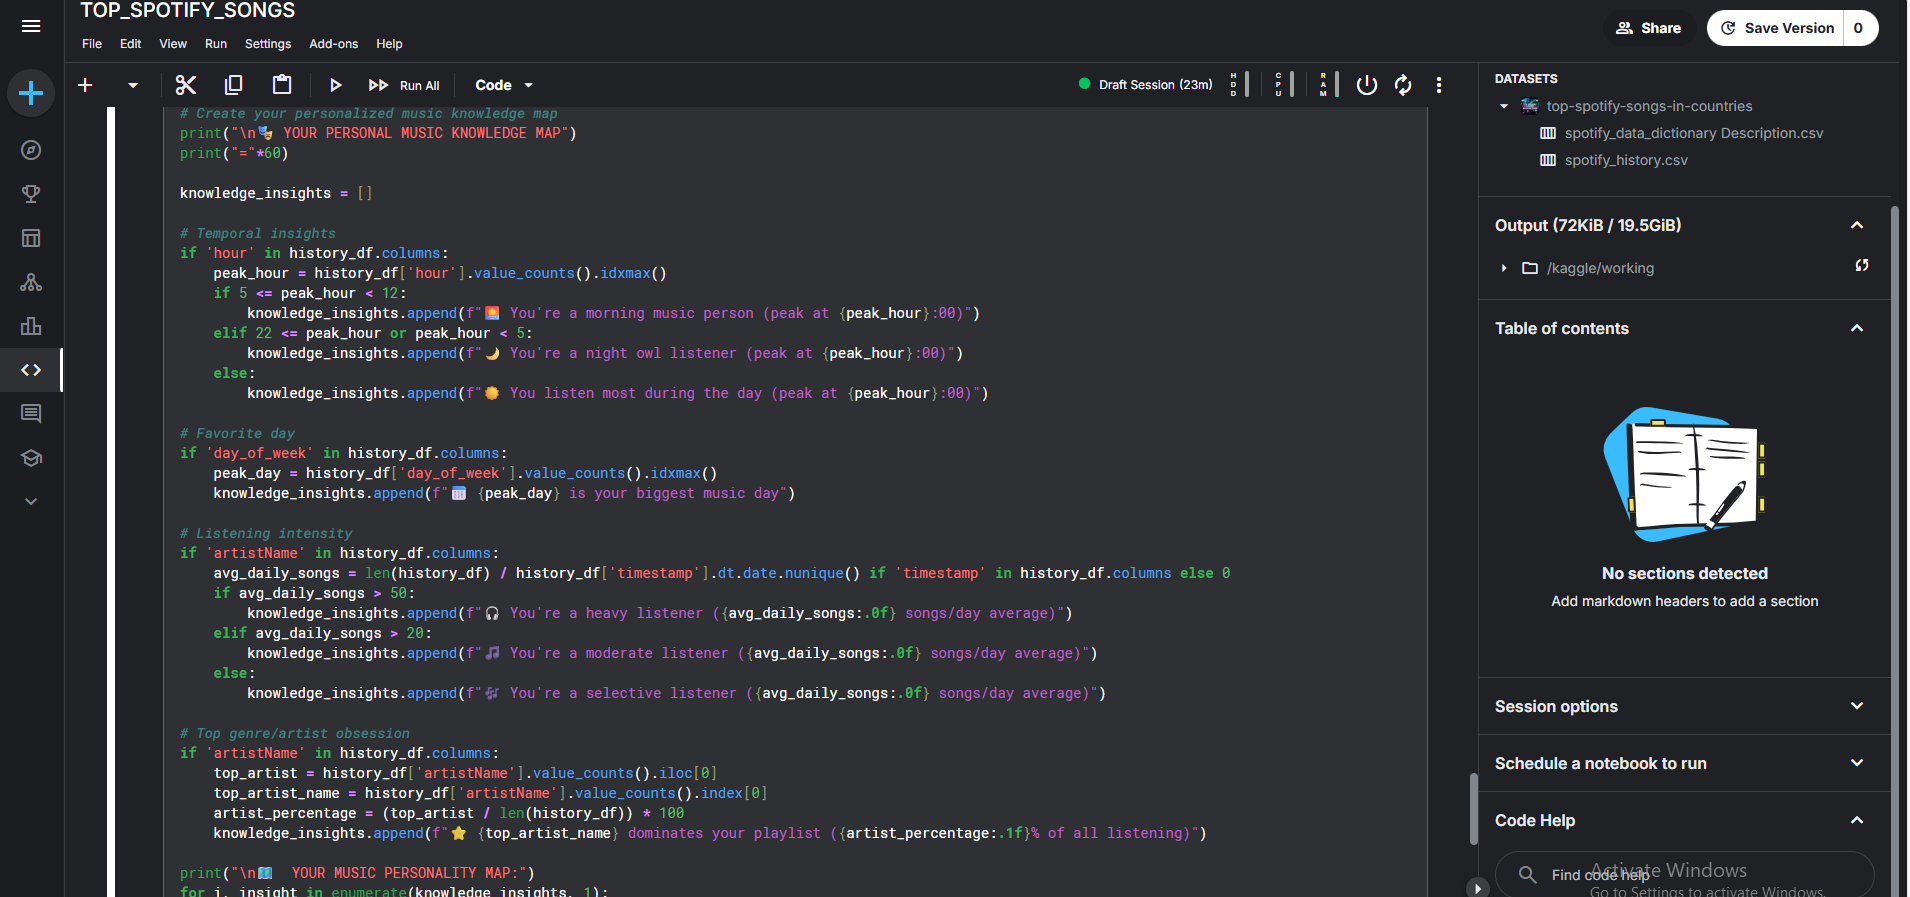 TOP_SPOTIFY_SONGS
File Edit View Run Settings Add-ons Help
Share
Save Version 0
Run All
Code
Draft Session (23m)
HDD
CPU
RAM
# Create your personalized music knowledge map
print("\n🎭 YOUR PERSONAL MUSIC KNOWLEDGE MAP")
print("="*60)
knowledge_insights = []
# Temporal insights
if 'hour' in history_df.columns:
    peak_hour = history_df['hour'].value_counts().idxmax()
    if 5 <= peak_hour < 12:
        knowledge_insights.append(f"🌅 You're a morning music person (peak at {peak_hour}:00)")
    elif 22 <= peak_hour or peak_hour < 5:
        knowledge_insights.append(f"🌙 You're a night owl listener (peak at {peak_hour}:00)")
    else:
        knowledge_insights.append(f"☀️ You listen most during the day (peak at {peak_hour}:00)")
# Favorite day
if 'day_of_week' in history_df.columns:
    peak_day = history_df['day_of_week'].value_counts().idxmax()
    knowledge_insights.append(f"📅 {peak_day} is your biggest music day")
# Listening intensity
if 'artistName' in history_df.columns:
    avg_daily_songs = len(history_df) / history_df['timestamp'].dt.date.nunique() if 'timestamp' in history_df.columns else 0
    if avg_daily_songs > 50:
        knowledge_insights.append(f"🎧 You're a heavy listener ({avg_daily_songs:.0f} songs/day average)")
    elif avg_daily_songs > 20:
        knowledge_insights.append(f"🎵 You're a moderate listener ({avg_daily_songs:.0f} songs/day average)")
    else:
        knowledge_insights.append(f"🎶 You're a selective listener ({avg_daily_songs:.0f} songs/day average)")
# Top genre/artist obsession
if 'artistName' in history_df.columns:
    top_artist = history_df['artistName'].value_counts().iloc[0]
    top_artist_name = history_df['artistName'].value_counts().index[0]
    artist_percentage = (top_artist / len(history_df)) * 100
    knowledge_insights.append(f"⭐ {top_artist_name} dominates your playlist ({artist_percentage:.1f}% of all listening)")
print("\n🗺️  YOUR MUSIC PERSONALITY MAP:")
for i, insight in enumerate(knowledge_insights, 1):
DATASETS
top-spotify-songs-in-countries
spotify_data_dictionary Description.csv
spotify_history.csv
Output (72KiB / 19.5GiB)
/kaggle/working
Table of contents
No sections detected
Add markdown headers to add a section
Session options
Schedule a notebook to run
Code Help
Find code help
Activate Windows
Go to Settings to activate Windows.